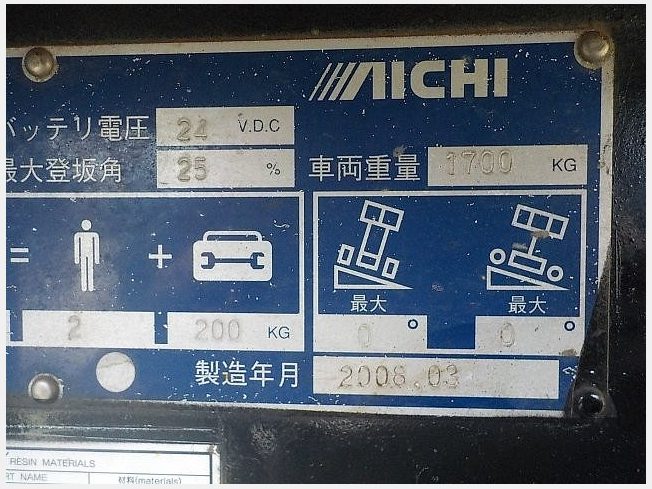 AICHI
バッテリ電圧 24 V.D.C
最大登坂角 25 %
車両重量 1700 KG
= +
最大 最大
2 200 KG
0° 0°
製造年月 2008.03
RESIN MATERIALS
RT NAME 材料(materials)